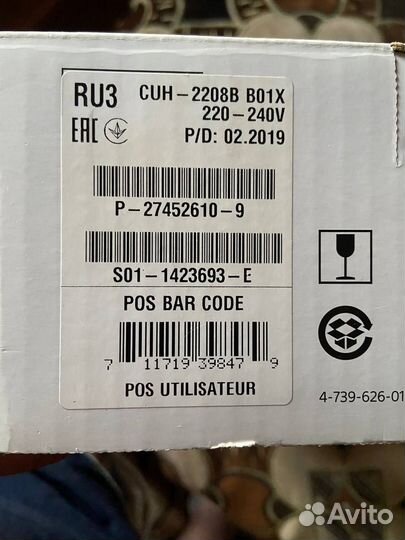 RU3 CUH-2208B B01X
220-240V
EAC P/D: 02.2019
P-27452610-9
S01-1423693-E
POS BAR CODE
7 11719 39847 9
POS UTILISATEUR
4-739-626-01
Avito